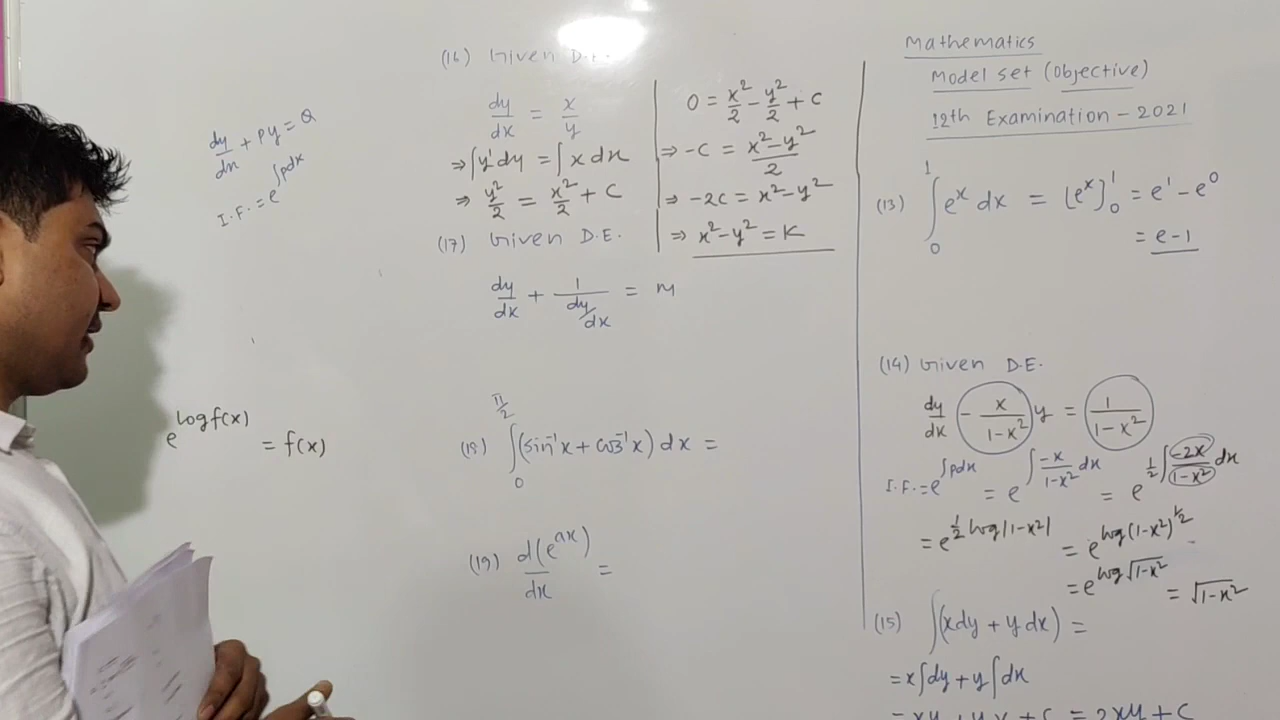 Mathematics
Model set (Objective)
12th Examination - 2021
(13) ∫₀¹ eˣ dx = [eˣ]₀¹ = e¹ - e⁰
= e-1
(14) Given D.E.
dy/dx - x/(1-x²) y = 1/(1-x²)
I.F. = e^∫pdx = e^∫(-x/(1-x²))dx = e^(1/2 ∫(-2x/(1-x²))dx)
= e^(1/2 log|1-x²|) = e^(log(1-x²)^(1/2))
= e^(log√(1-x²)) = √(1-x²)
(15) ∫(xdy + ydx) =
= x∫dy + y∫dx
= xy + yx + c = 2xy + c
(16) Given D.E.
dy/dx = x/y
⇒ ∫y'dy = ∫x dx
⇒ y²/2 = x²/2 + c
0 = x²/2 - y²/2 + c
⇒ -c = (x²-y²)/2
⇒ -2c = x²-y²
⇒ x²-y² = K
(17) Given D.E.
dy/dx + 1/(dy/dx) = m
(18) ∫₀^(π/2) (sin⁻¹x + cos⁻¹x) dx =
(19) d(e^(ax))/dx =
dy/dx + Py = Q
I.F. = e^∫pdx
e^(log f(x)) = f(x)